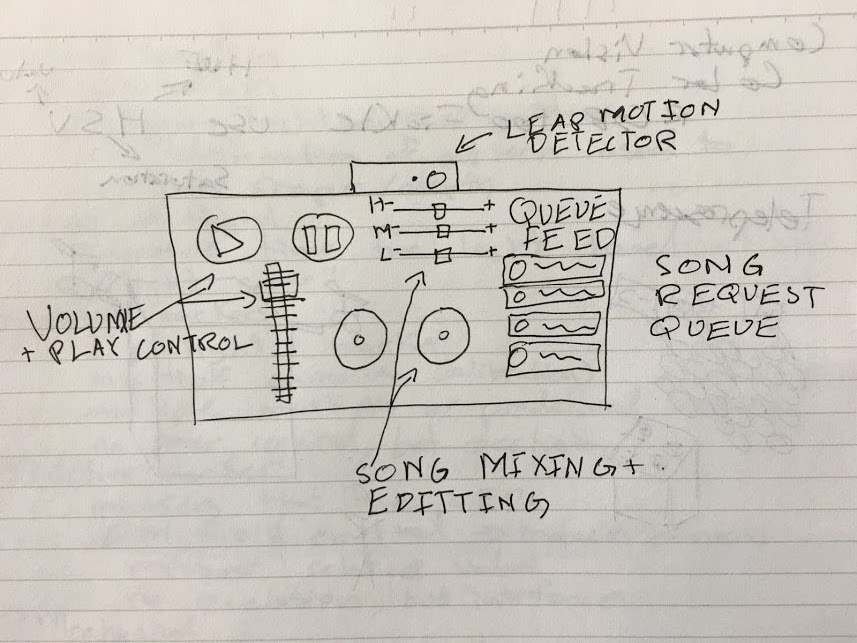 LEAP MOTION
DETECTOR
H - +
M - +
L - +
QUEUE
FEED
SONG
REQUEST
QUEUE
VOLUME
+ PLAY CONTROL
SONG MIXING +
EDITTING